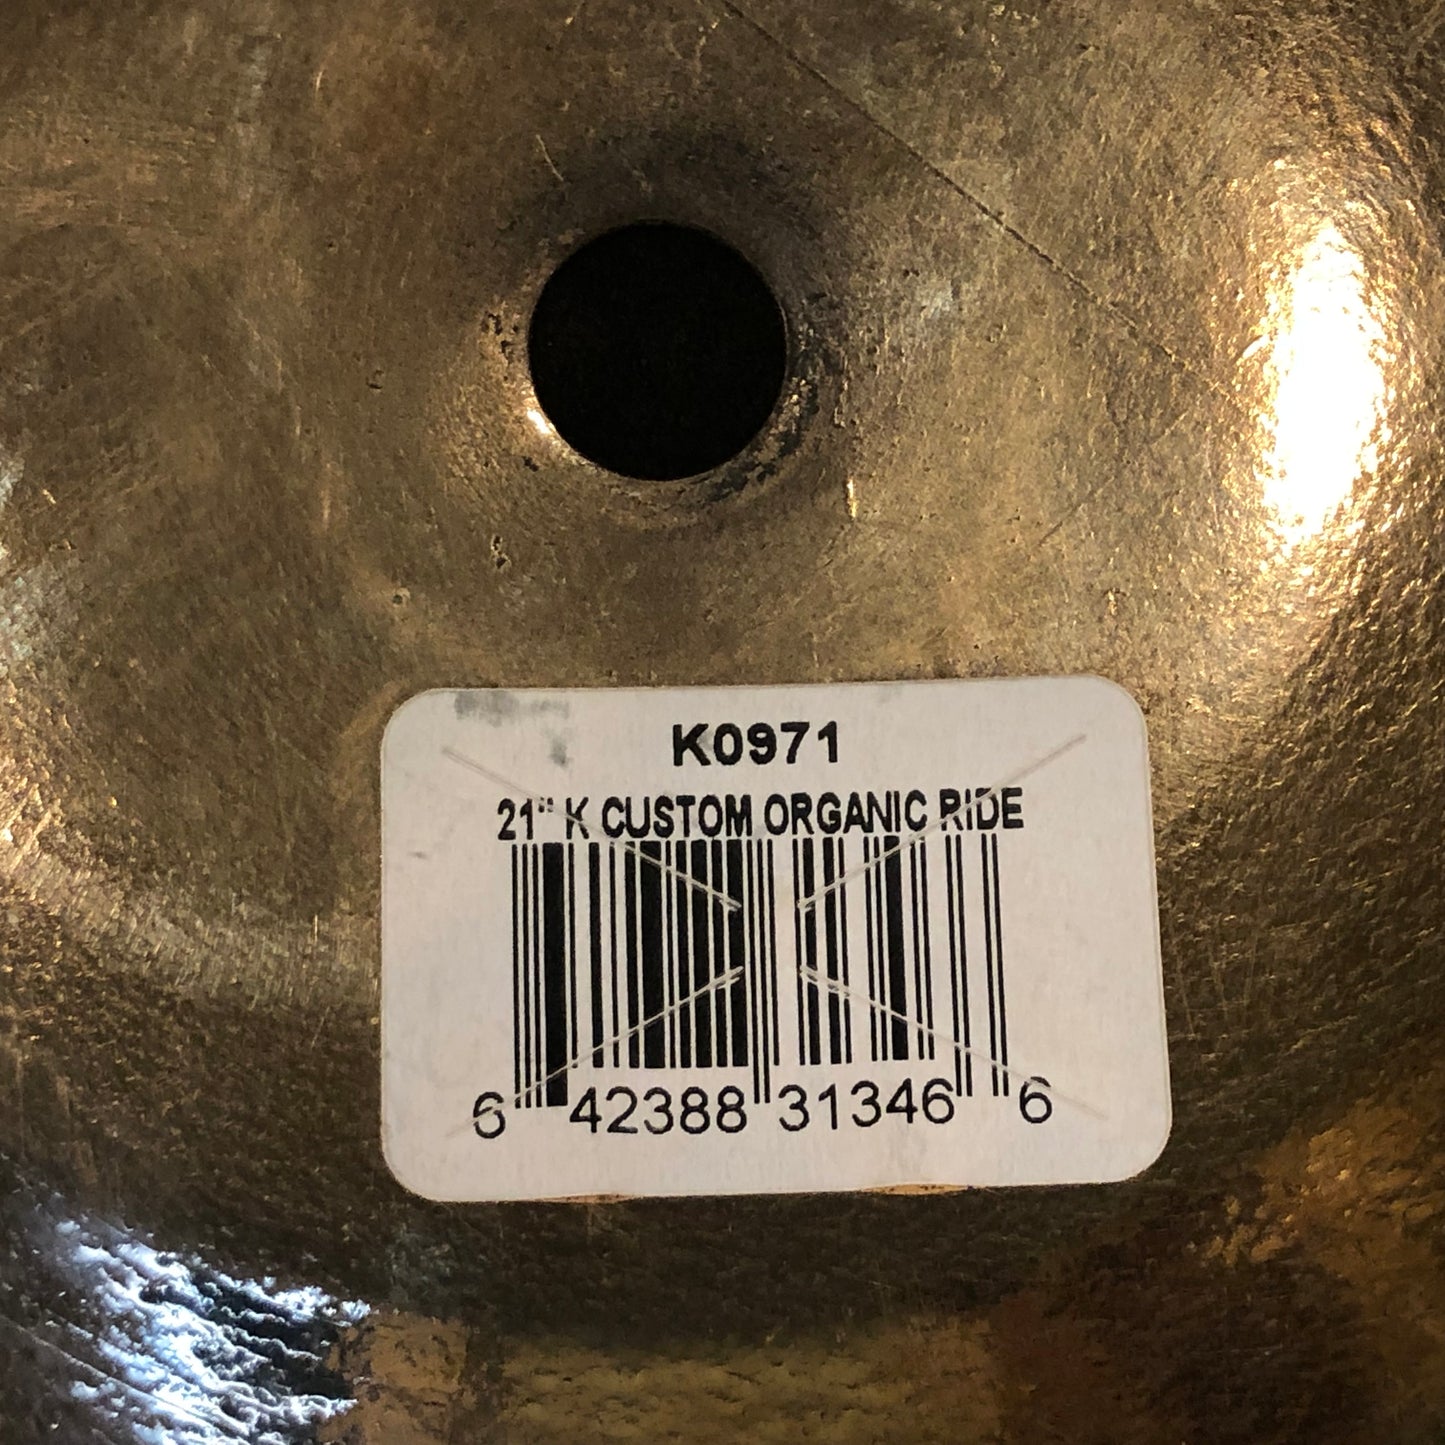 K0971
21" K CUSTOM ORGANIC RIDE
6 42388 31346 6